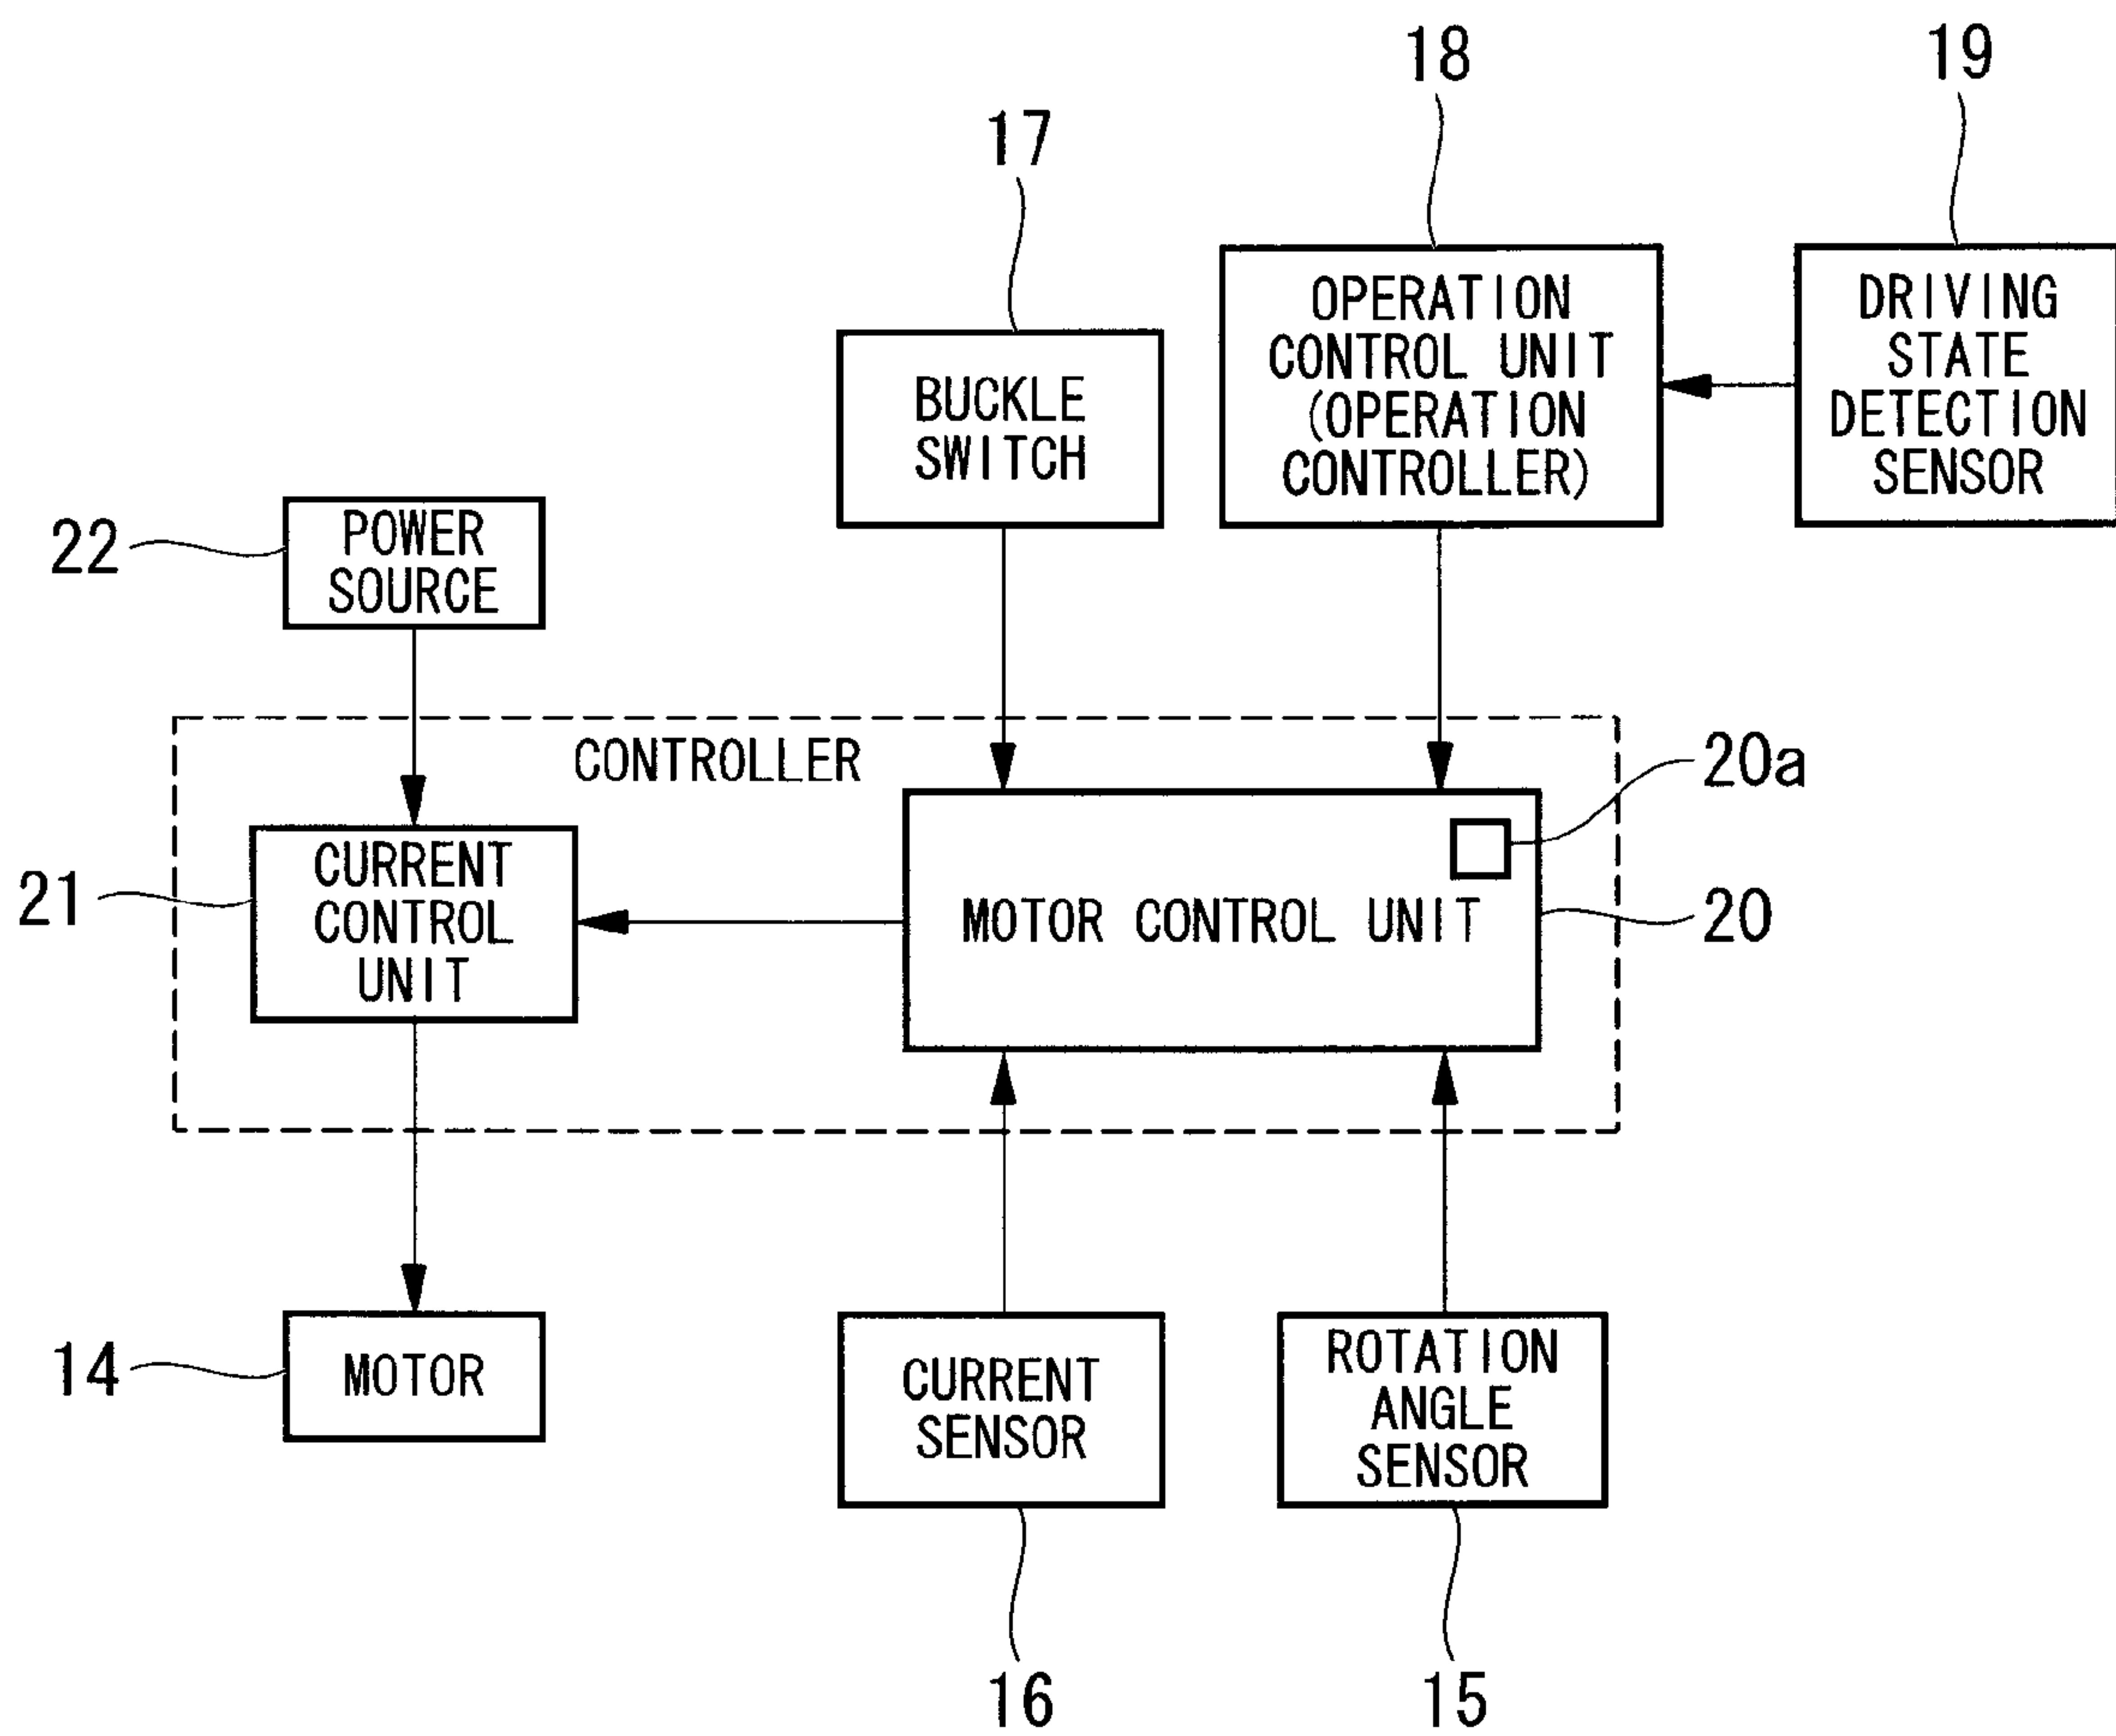 18
19
17
OPERATION
CONTROL UNIT
(OPERATION
CONTROLLER)
DRIVING
STATE
DETECTION
SENSOR
BUCKLE
SWITCH
22
POWER
SOURCE
CONTROLLER
20a
21
CURRENT
CONTROL
UNIT
MOTOR CONTROL UNIT
20
14
MOTOR
CURRENT
SENSOR
ROTATION
ANGLE
SENSOR
16
15